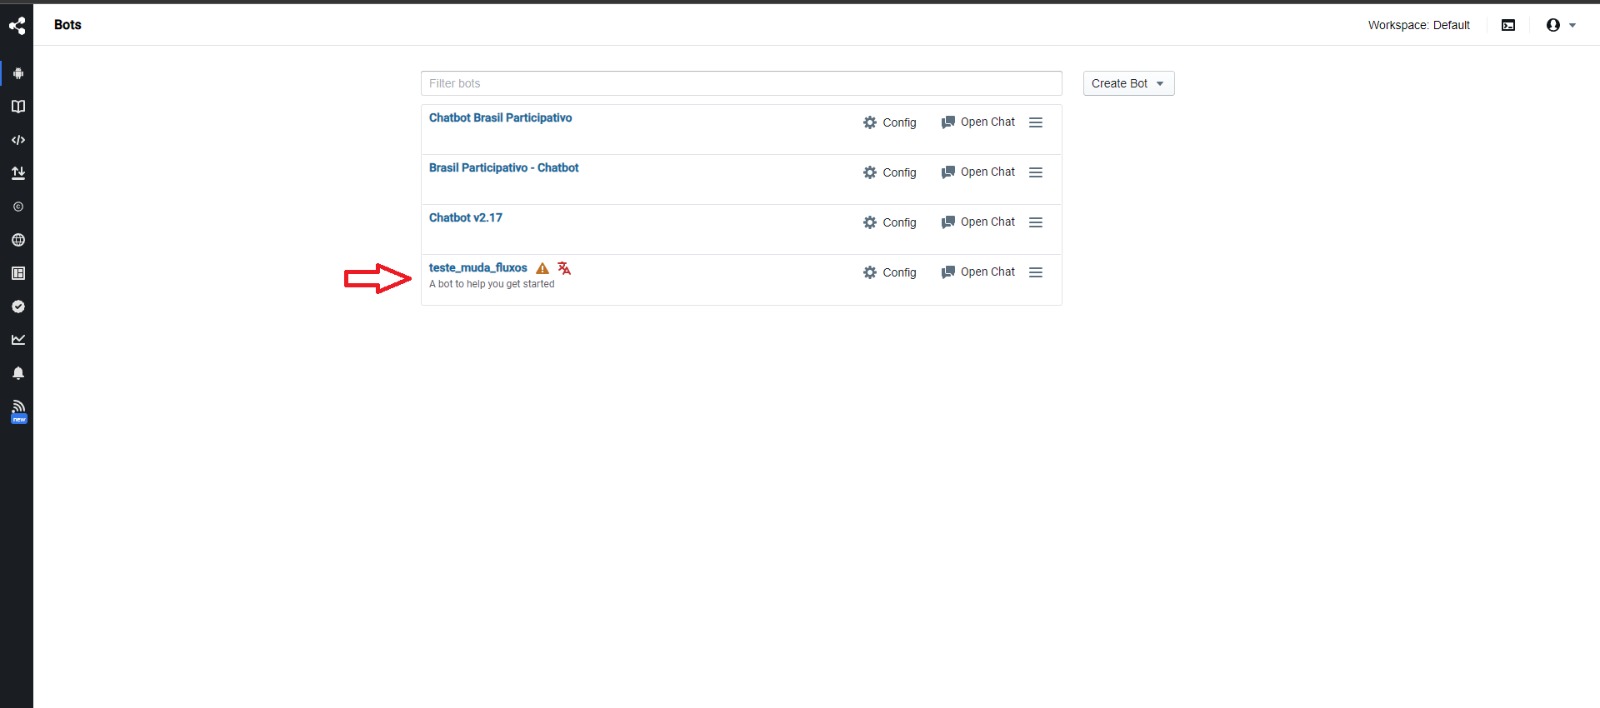 Bots
Workspace: Default
Filter bots
Create Bot
Chatbot Brasil Participativo
Config
Open Chat
Brasil Participativo - Chatbot
Config
Open Chat
Chatbot v2.17
Config
Open Chat
teste_muda_fluxos
A bot to help you get started
Config
Open Chat
new